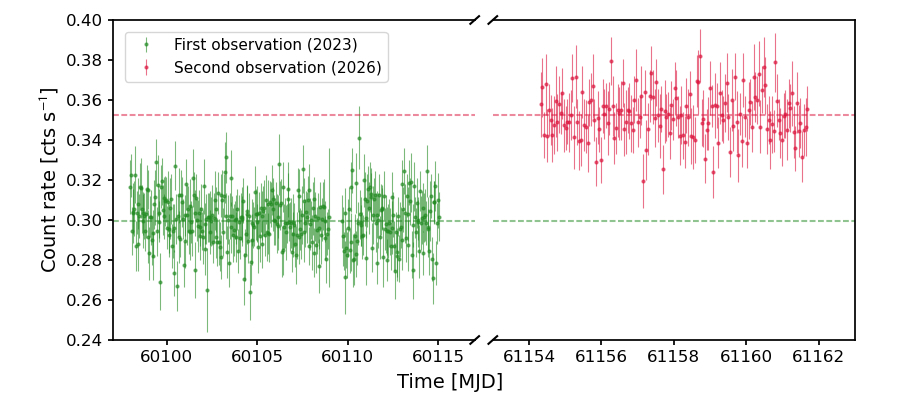 First observation (2023)
Second observation (2026)
Count rate [cts s⁻¹]
0.40
0.38
0.36
0.34
0.32
0.30
0.28
0.26
0.24
60100 60105 60110 60115 61154 61156 61158 61160 61162
Time [MJD]